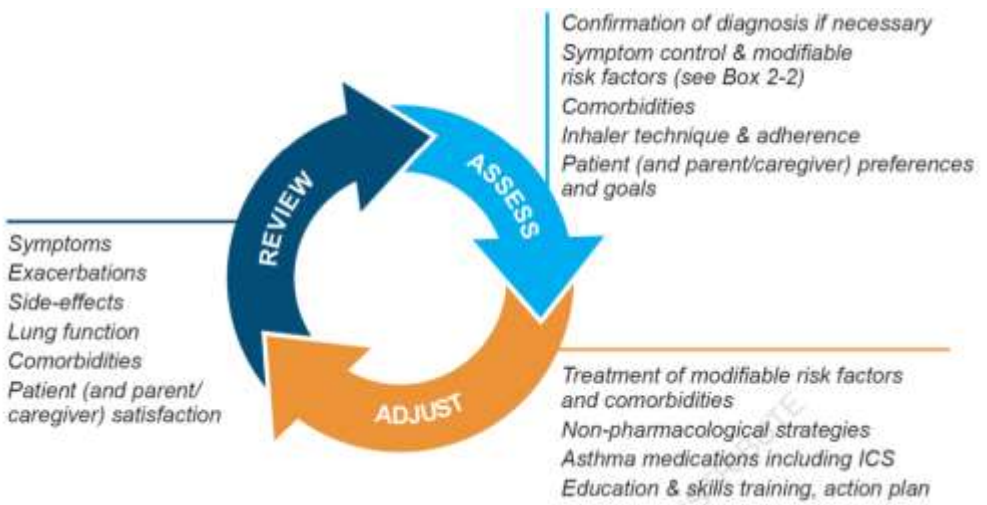 Confirmation of diagnosis if necessary
Symptom control & modifiable
risk factors (see Box 2-2)
Comorbidities
Inhaler technique & adherence
Patient (and parent/caregiver) preferences
and goals
ASSESS
REVIEW
Symptoms
Exacerbations
Side-effects
Lung function
Comorbidities
Patient (and parent/
caregiver) satisfaction
ADJUST
Treatment of modifiable risk factors
and comorbidities
Non-pharmacological strategies
Asthma medications including ICS
Education & skills training, action plan